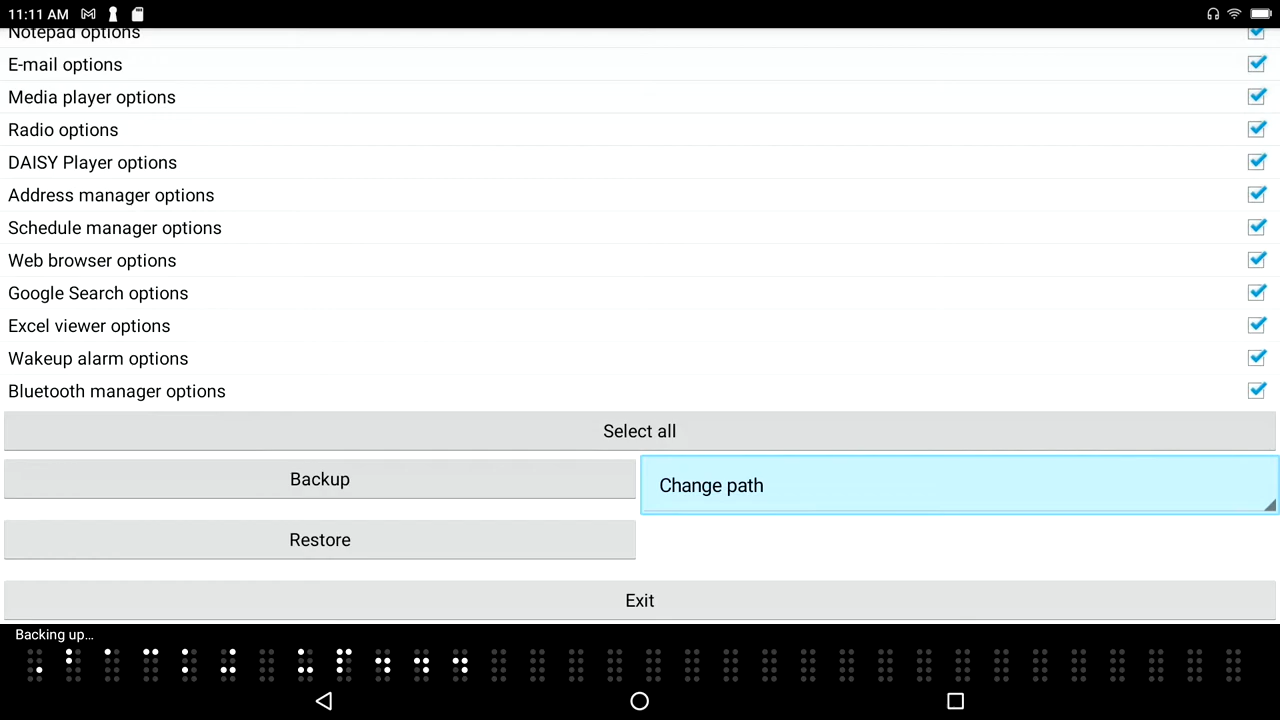 11:11 AM
Notepad options
E-mail options
Media player options
Radio options
DAISY Player options
Address manager options
Schedule manager options
Web browser options
Google Search options
Excel viewer options
Wakeup alarm options
Bluetooth manager options
Select all
Backup
Change path
Restore
Exit
Backing up...